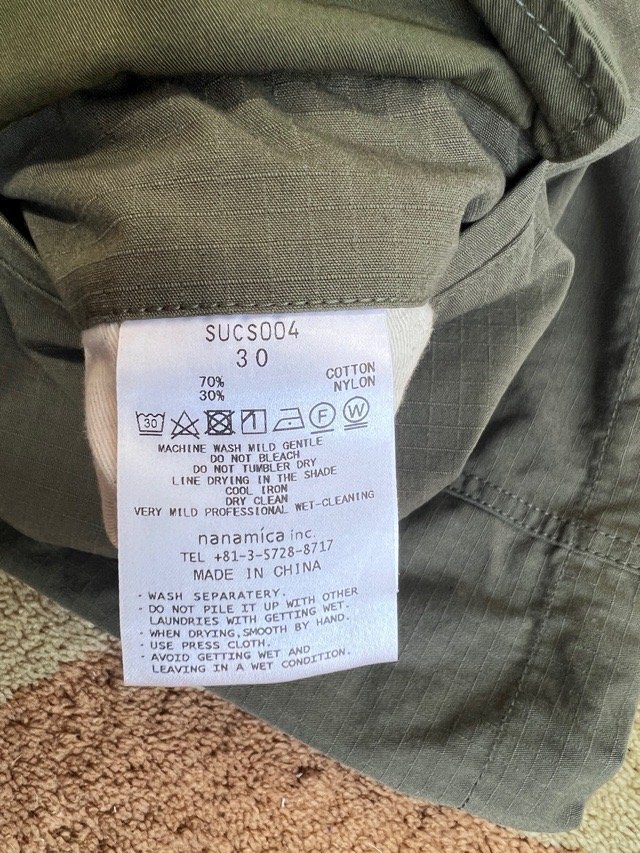 SUCS004
30
70% COTTON
30% NYLON
30 F W
MACHINE WASH MILD GENTLE
DO NOT BLEACH
DO NOT TUMBLER DRY
LINE DRYING IN THE SHADE
COOL IRON
DRY CLEAN
VERY MILD PROFESSIONAL WET-CLEANING
nanamica inc.
TEL +81-3-5728-8717
MADE IN CHINA
- WASH SEPARATERY.
- DO NOT PILE IT UP WITH OTHER
LAUNDRIES WITH GETTING WET.
- WHEN DRYING,SMOOTH BY HAND.
- USE PRESS CLOTH.
- AVOID GETTING WET AND
LEAVING IN A WET CONDITION.